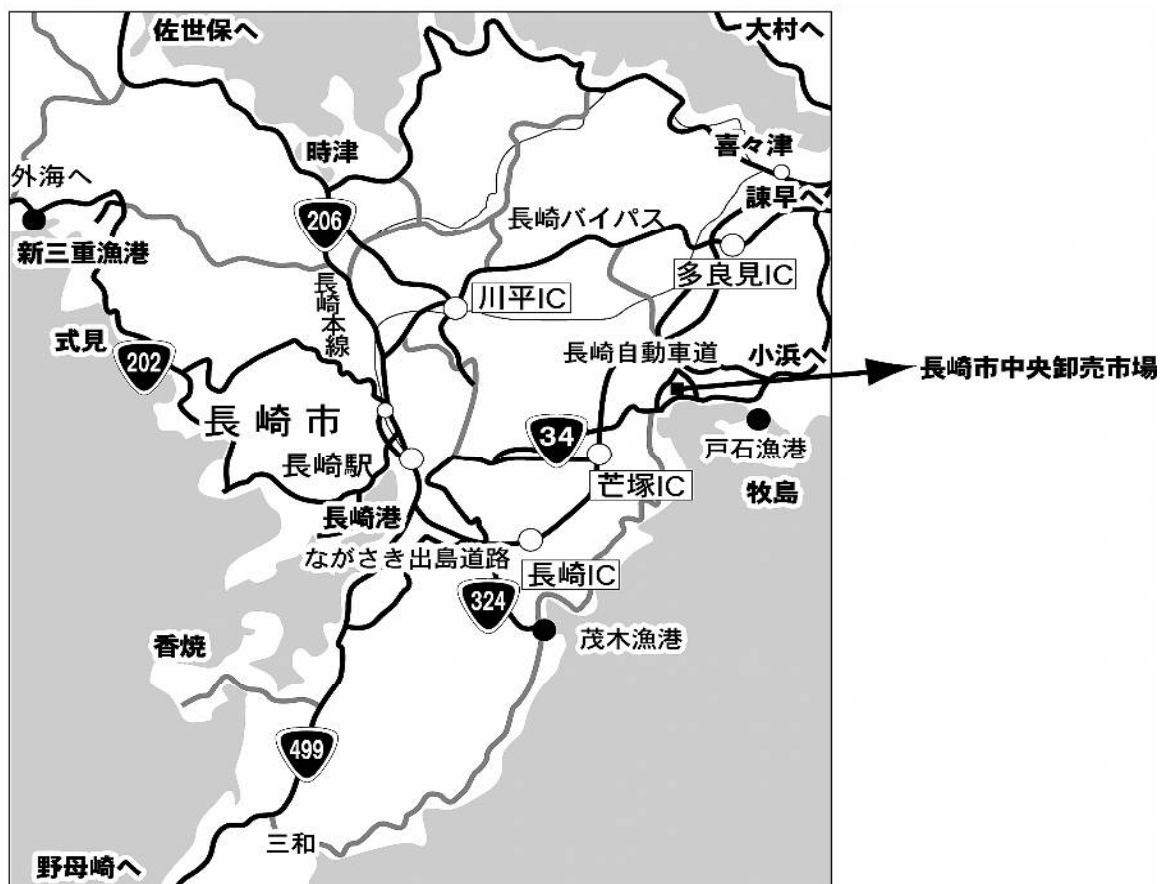 佐世保へ
大村へ
時津
喜々津
外海へ
諫早へ
206
長崎バイパス
新三重漁港
多良見IC
長崎本線
川平IC
式見
202
長崎自動車道
小浜へ
長崎市中央卸売市場
長崎市
34
戸石漁港
長崎駅
芒塚IC
牧島
長崎港
ながさき出島道路
長崎IC
324
茂木漁港
香焼
499
三和
野母崎へ